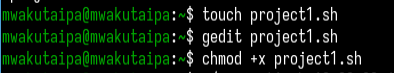 mwakutaipa@mwakutaipa:~$ touch project1.sh
mwakutaipa@mwakutaipa:~$ gedit project1.sh
mwakutaipa@mwakutaipa:~$ chmod +x project1.sh